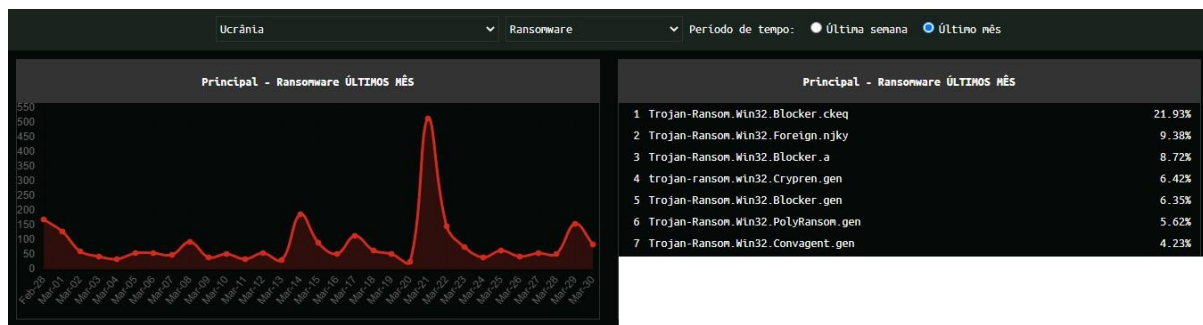 Ucrânia Ransomware Período de tempo: Última semana Último mês
Principal - Ransomware ÚLTIMOS MÊS
550
500
450
400
350
300
250
200
150
100
50
0
Feb-28 Mar-01 Mar-02 Mar-03 Mar-04 Mar-05 Mar-06 Mar-07 Mar-08 Mar-09 Mar-10 Mar-11 Mar-12 Mar-13 Mar-14 Mar-15 Mar-16 Mar-17 Mar-18 Mar-19 Mar-20 Mar-21 Mar-22 Mar-23 Mar-24 Mar-25 Mar-26 Mar-27 Mar-28 Mar-29 Mar-30
Principal - Ransomware ÚLTIMOS MÊS
1 Trojan-Ransom.Win32.Blocker.ckeq 21.93%
2 Trojan-Ransom.Win32.Foreign.njky 9.38%
3 Trojan-Ransom.Win32.Blocker.a 8.72%
4 trojan-ransom.win32.Crypren.gen 6.42%
5 Trojan-Ransom.Win32.Blocker.gen 6.35%
6 Trojan-Ransom.Win32.PolyRansom.gen 5.62%
7 Trojan-Ransom.Win32.Convagent.gen 4.23%